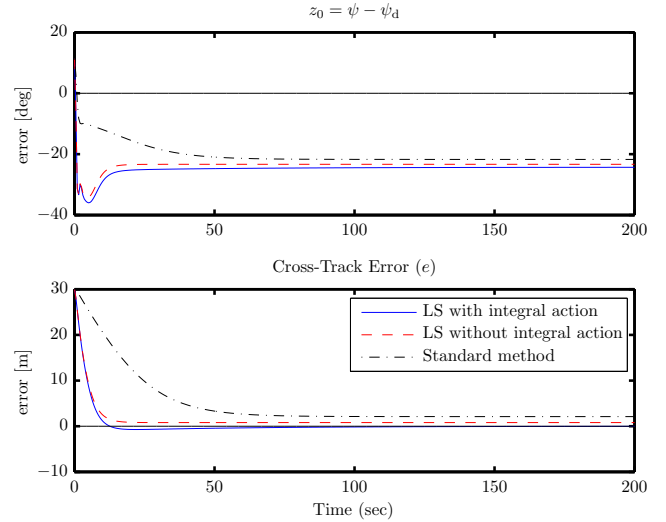 z₀ = ψ − ψ_d
20
0
−20
−40
error [deg]
0
50
100
150
200
Cross-Track Error (e)
30
20
10
0
−10
error [m]
LS with integral action
LS without integral action
Standard method
0
50
100
150
200
Time (sec)